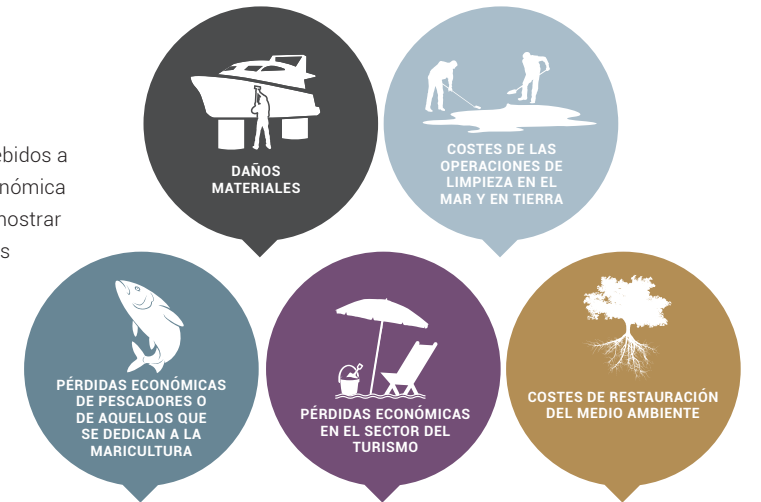 DAÑOS
MATERIALES
COSTES DE LAS
OPERACIONES DE
LIMPIEZA EN EL
MAR Y EN TIERRA
ebidos a
nómica
mostrar
s
PÉRDIDAS ECONÓMICAS
DE PESCADORES O
DE AQUELLOS QUE
SE DEDICAN A LA
MARICULTURA
PÉRDIDAS ECONÓMICAS
EN EL SECTOR DEL
TURISMO
COSTES DE RESTAURACIÓN
DEL MEDIO AMBIENTE